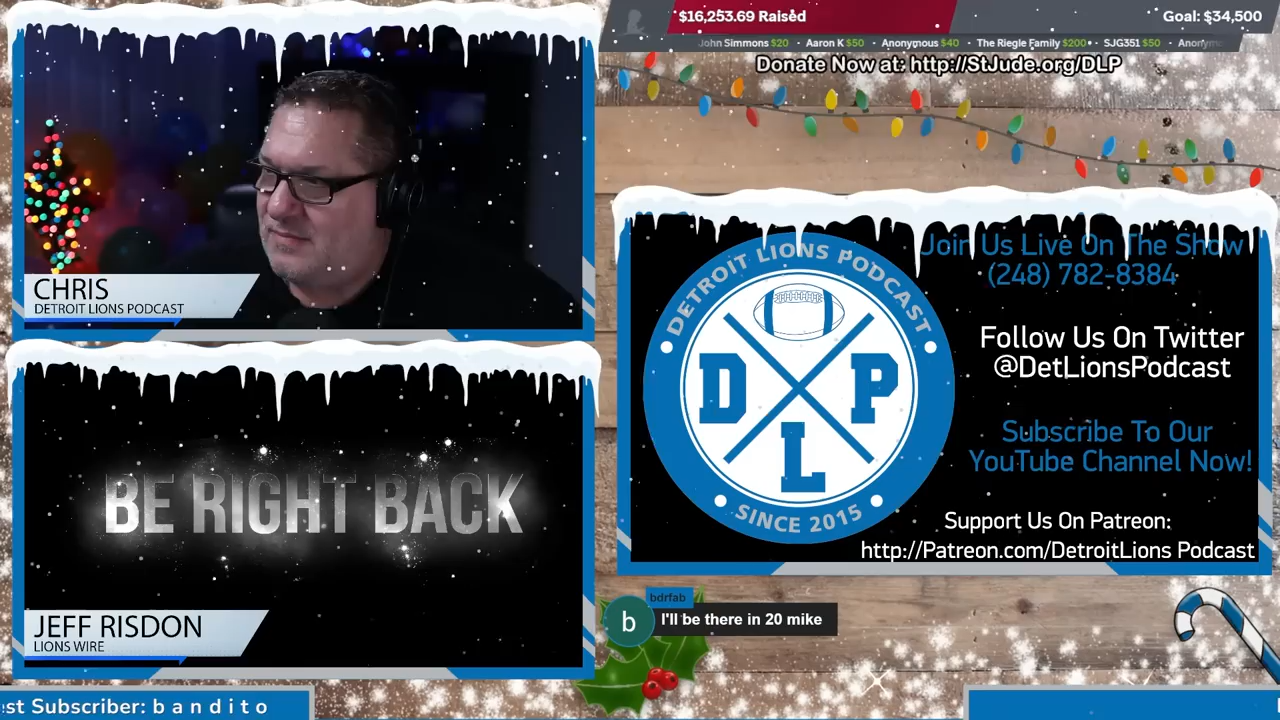 $16,253.69 Raised
Goal: $34,500
John Simmons $20 • Aaron K $50 • Anonymous $40 • The Riegle Family $200 • SJG351 $50 •
Donate Now at: http://StJude.org/DLP
CHRIS
DETROIT LIONS PODCAST
DETROIT LIONS PODCAST
D
P
L
SINCE 2015
Join Us Live On The Show
(248) 782-8384
Follow Us On Twitter
@DetLionsPodcast
Subscribe To Our
YouTube Channel Now!
Support Us On Patreon:
http://Patreon.com/DetroitLions Podcast
BE RIGHT BACK
JEFF RISDON
LIONS WIRE
b
bdrfab
I'll be there in 20 mike
est Subscriber: b a n d i t o